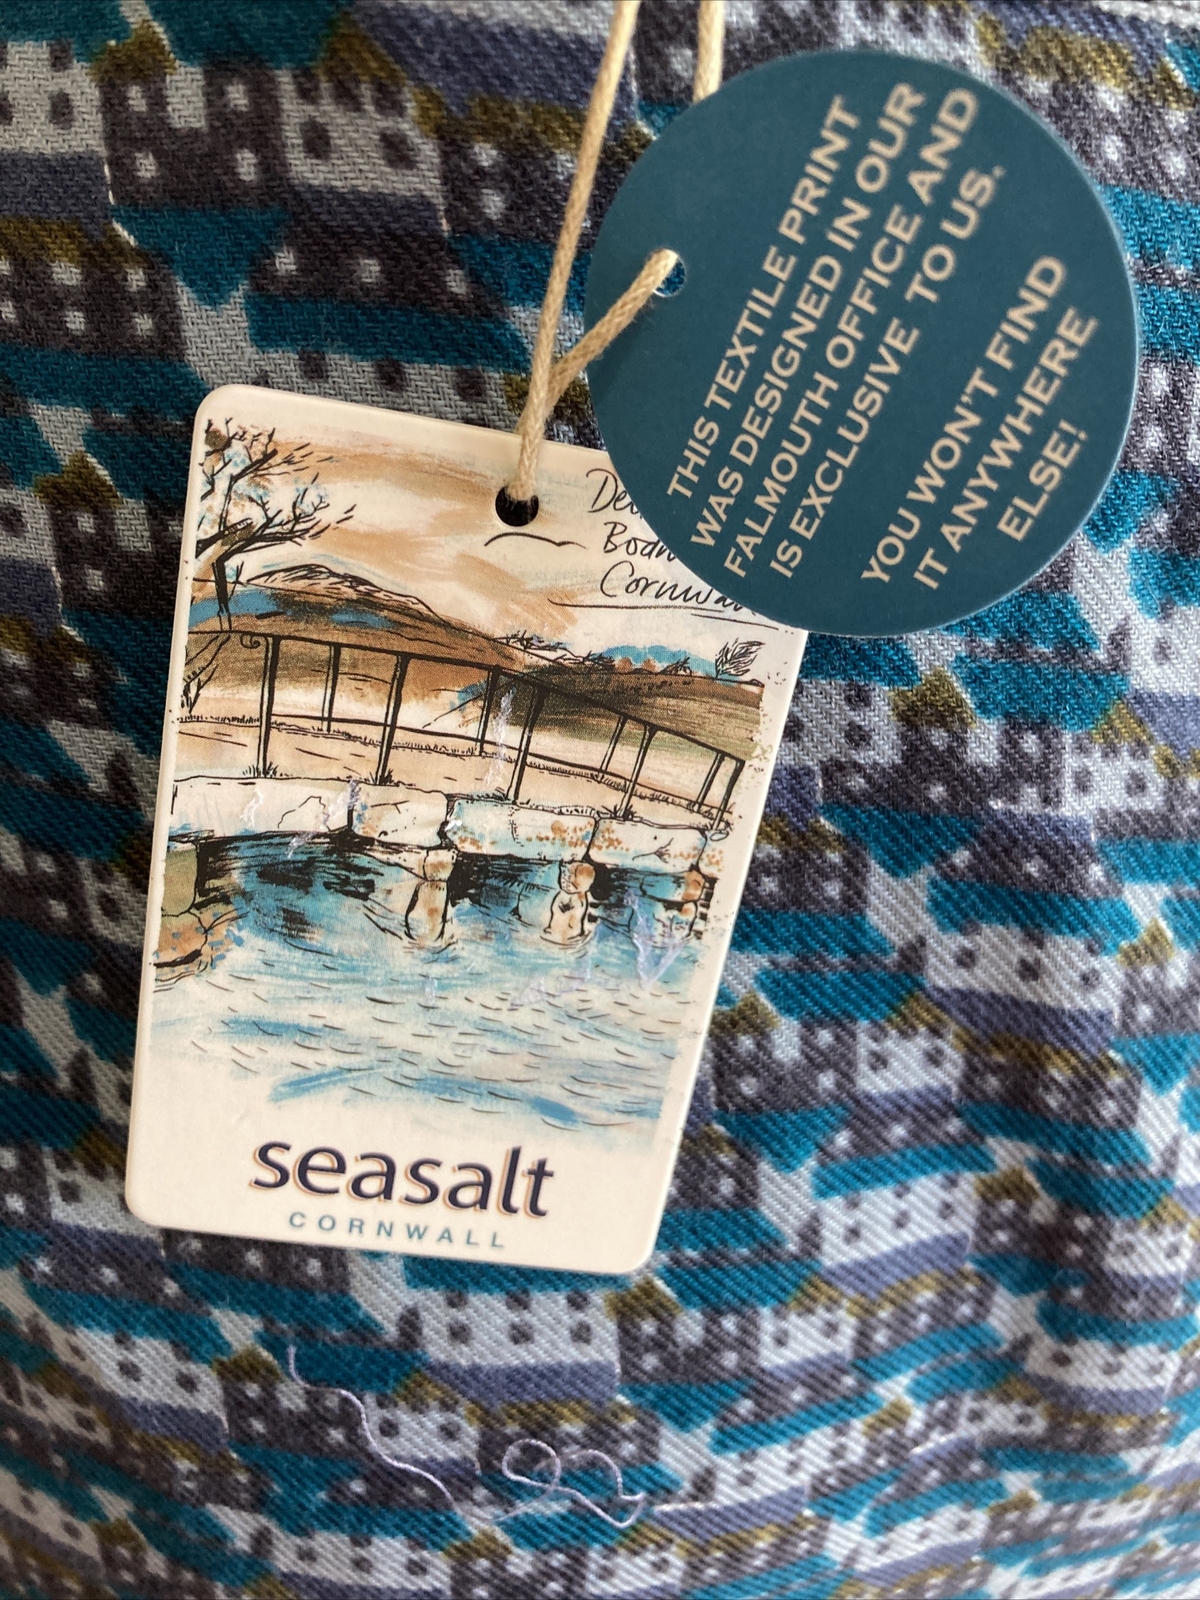 THIS TEXTILE PRINT
WAS DESIGNED IN OUR
FALMOUTH OFFICE AND
IS EXCLUSIVE TO US.
YOU WON'T FIND
IT ANYWHERE
ELSE!
Cornwall
seasalt
CORNWALL